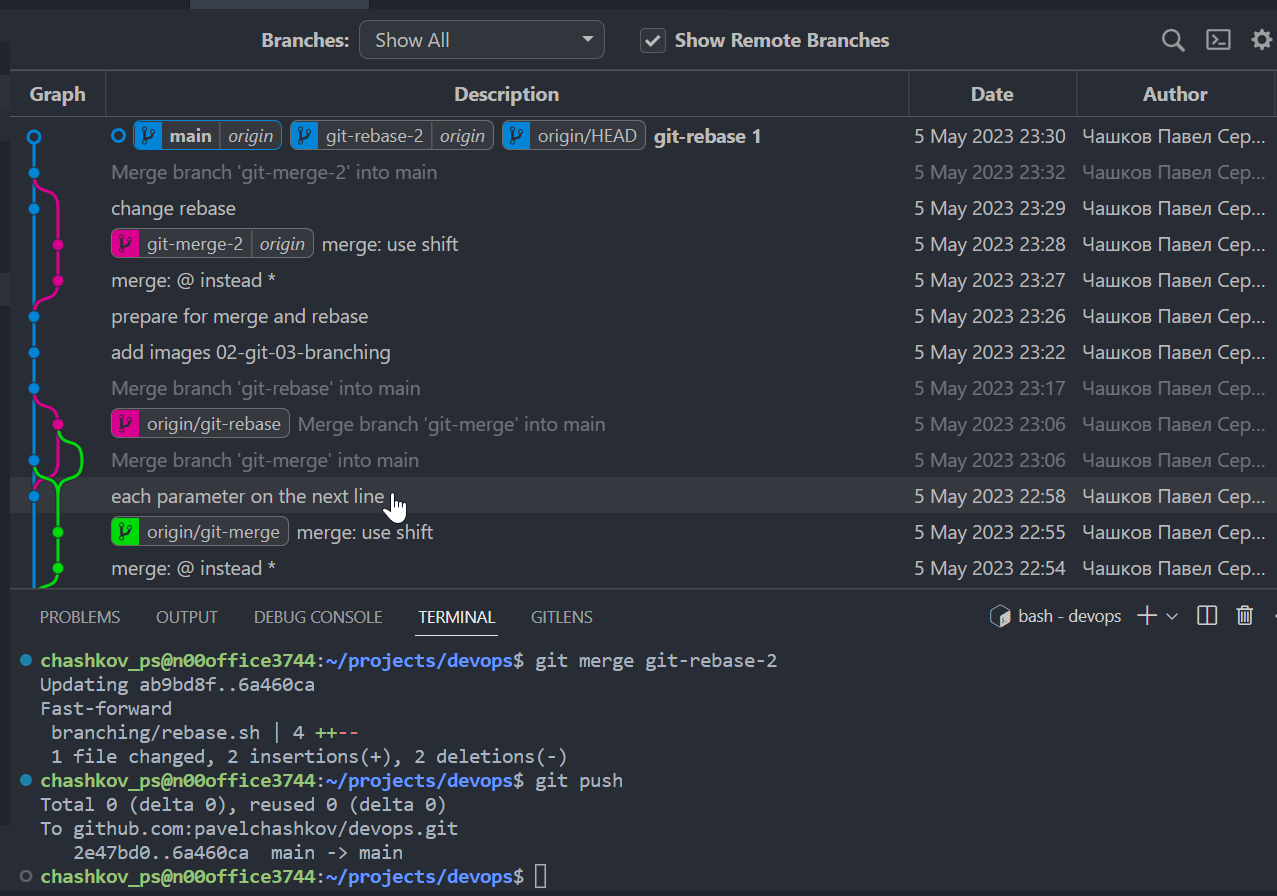 Branches: Show All Show Remote Branches
Graph Description Date Author
main origin git-rebase-2 origin origin/HEAD git-rebase 1 5 May 2023 23:30 Чашков Павел Сер...
Merge branch 'git-merge-2' into main 5 May 2023 23:32 Чашков Павел Сер...
change rebase 5 May 2023 23:29 Чашков Павел Сер...
git-merge-2 origin merge: use shift 5 May 2023 23:28 Чашков Павел Сер...
merge: @ instead * 5 May 2023 23:27 Чашков Павел Сер...
prepare for merge and rebase 5 May 2023 23:26 Чашков Павел Сер...
add images 02-git-03-branching 5 May 2023 23:22 Чашков Павел Сер...
Merge branch 'git-rebase' into main 5 May 2023 23:17 Чашков Павел Сер...
origin/git-rebase Merge branch 'git-merge' into main 5 May 2023 23:06 Чашков Павел Сер...
Merge branch 'git-merge' into main 5 May 2023 23:06 Чашков Павел Сер...
each parameter on the next line 5 May 2023 22:58 Чашков Павел Сер...
origin/git-merge merge: use shift 5 May 2023 22:55 Чашков Павел Сер...
merge: @ instead * 5 May 2023 22:54 Чашков Павел Сер...
PROBLEMS OUTPUT DEBUG CONSOLE TERMINAL GITLENS bash - devops
chashkov_ps@n00office3744:~/projects/devops$ git merge git-rebase-2
Updating ab9bd8f..6a460ca
Fast-forward
branching/rebase.sh | 4 ++--
1 file changed, 2 insertions(+), 2 deletions(-)
chashkov_ps@n00office3744:~/projects/devops$ git push
Total 0 (delta 0), reused 0 (delta 0)
To github.com:pavelchashkov/devops.git
2e47bd0..6a460ca main -> main
chashkov_ps@n00office3744:~/projects/devops$